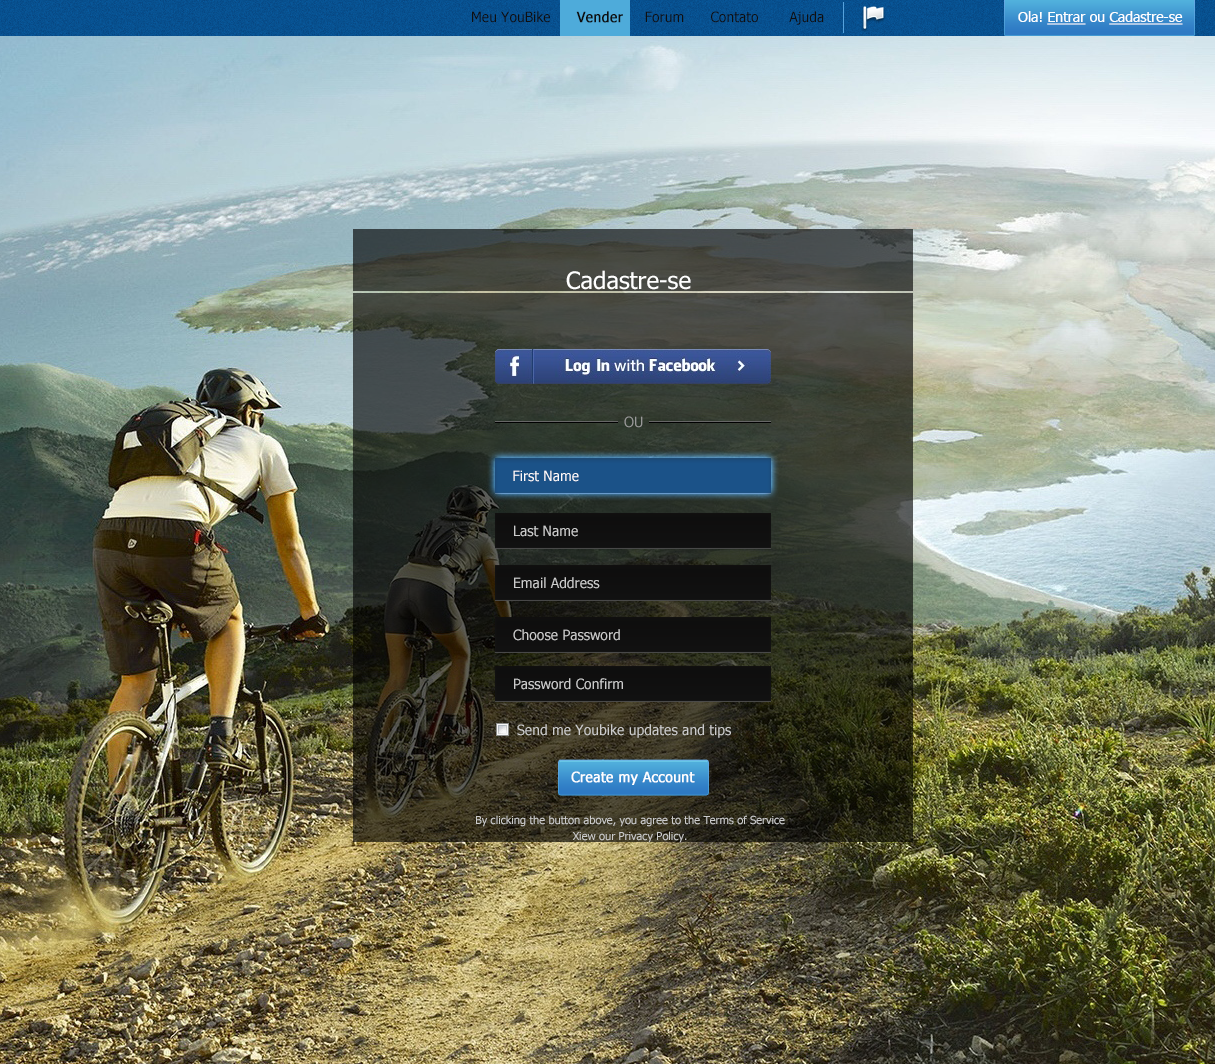 Meu YouBike Vender Forum Contato Ajuda Ola! Entrar ou Cadastre-se
Cadastre-se
f Log In with Facebook >
OU
First Name
Last Name
Email Address
Choose Password
Password Confirm
Send me Youbike updates and tips
Create my Account
By clicking the button above, you agree to the Terms of Service
Xiew our Privacy Policy.